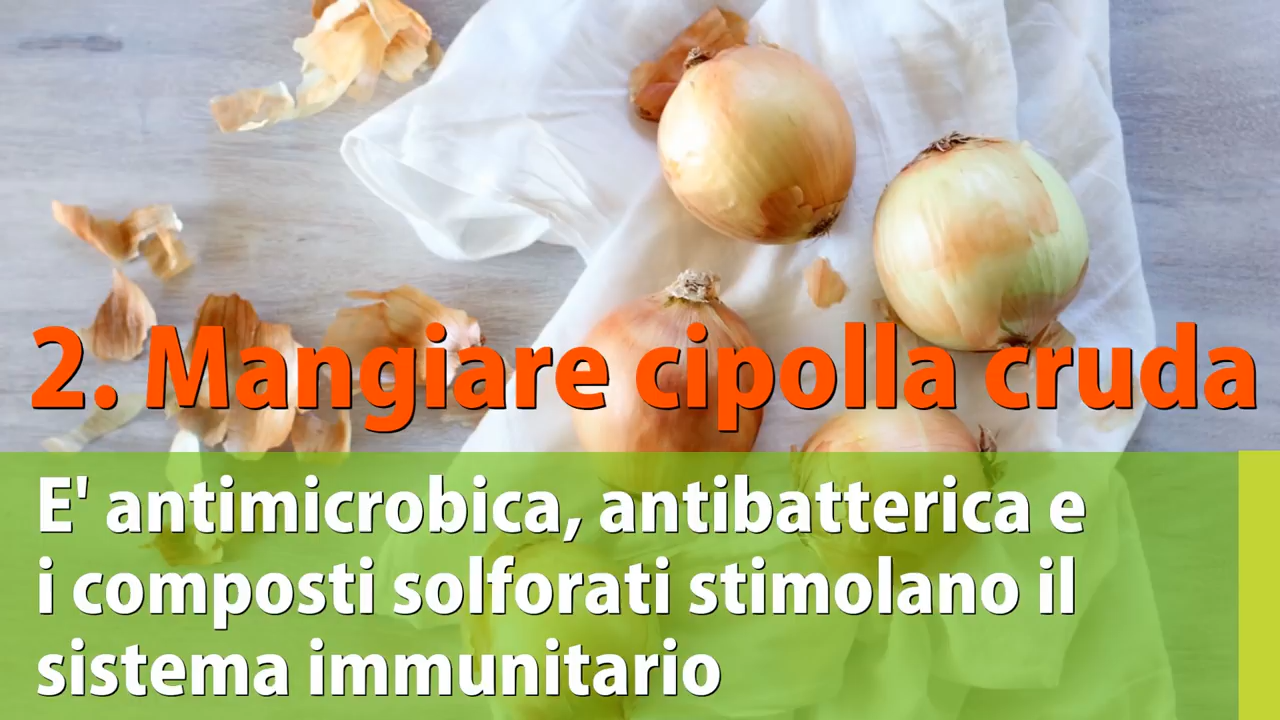 2. Mangiare cipolla cruda
E' antimicrobica, antibatterica e
i composti solforati stimolano il
sistema immunitario